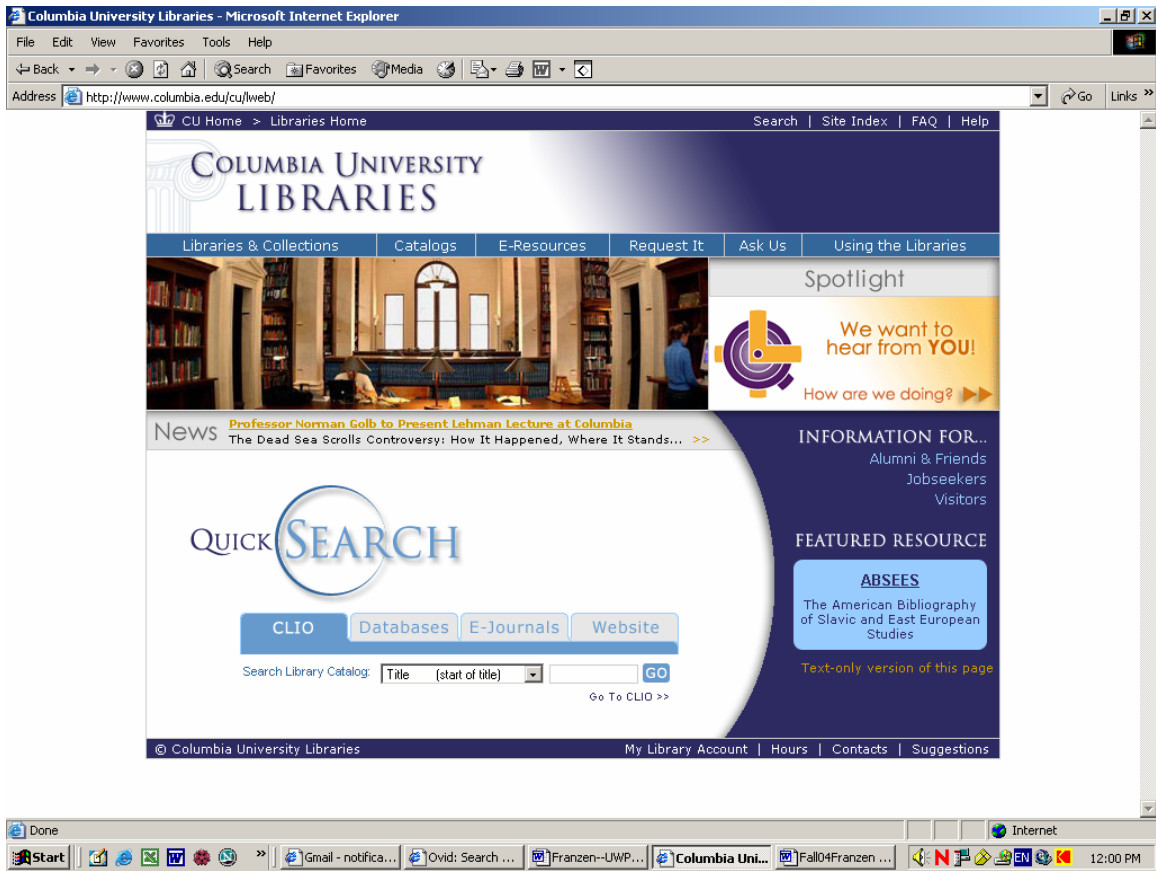 Columbia University Libraries - Microsoft Internet Explorer
File Edit View Favorites Tools Help
Back Search Favorites Media
Address http://www.columbia.edu/cu/lweb/ Go Links »
CU Home > Libraries Home Search | Site Index | FAQ | Help
COLUMBIA UNIVERSITY
LIBRARIES
Libraries & Collections Catalogs E-Resources Request It Ask Us Using the Libraries
Spotlight
We want to
hear from YOU!
How are we doing?
News Professor Norman Golb to Present Lehman Lecture at Columbia
The Dead Sea Scrolls Controversy: How It Happened, Where It Stands... >>
INFORMATION FOR...
Alumni & Friends
Jobseekers
Visitors
QUICK SEARCH
FEATURED RESOURCE
ABSEES
The American Bibliography
of Slavic and East European
Studies
CLIO Databases E-Journals Website
Search Library Catalog: Title (start of title) GO
Go To CLIO >>
Text-only version of this page
© Columbia University Libraries My Library Account | Hours | Contacts | Suggestions
Done Internet
Start » Gmail - notifica... Ovid: Search ... Franzen--UWP... Columbia Uni... Fall04Franzen ... EN 12:00 PM